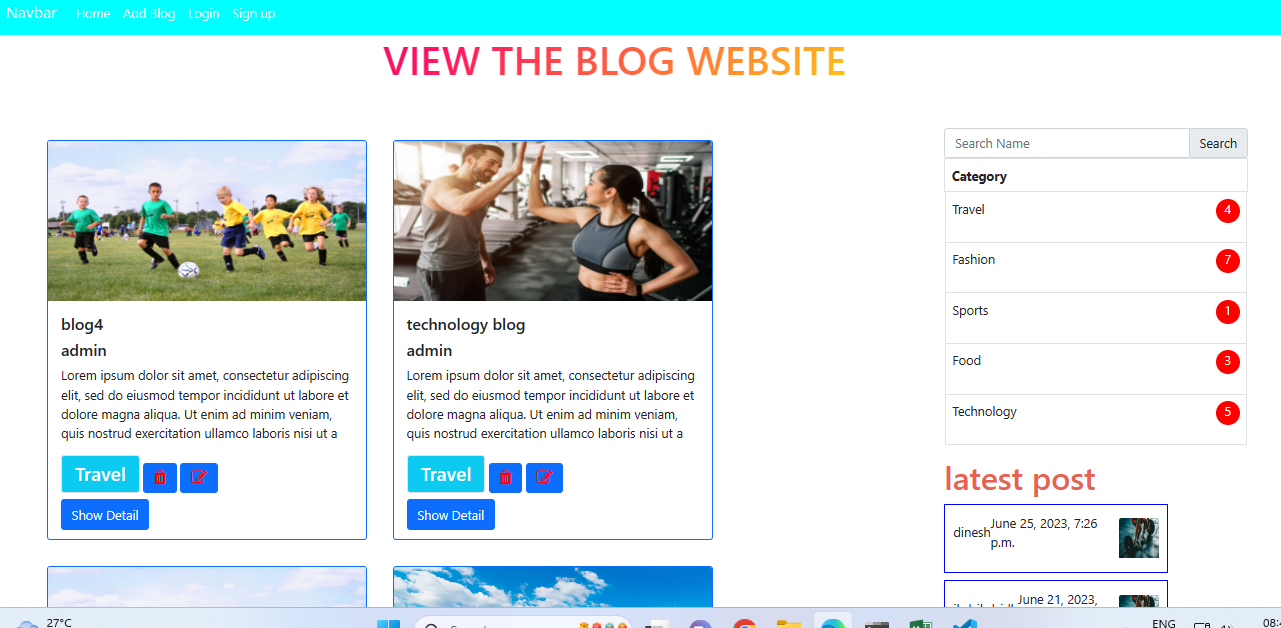 Navbar Home Add Blog Login Sign up
VIEW THE BLOG WEBSITE
blog4
admin
Lorem ipsum dolor sit amet, consectetur adipiscing
elit, sed do eiusmod tempor incididunt ut labore et
dolore magna aliqua. Ut enim ad minim veniam,
quis nostrud exercitation ullamco laboris nisi ut a
Travel
Show Detail
technology blog
admin
Lorem ipsum dolor sit amet, consectetur adipiscing
elit, sed do eiusmod tempor incididunt ut labore et
dolore magna aliqua. Ut enim ad minim veniam,
quis nostrud exercitation ullamco laboris nisi ut a
Travel
Show Detail
Search Name Search
Category
Travel 4
Fashion 7
Sports 1
Food 3
Technology 5
latest post
dinesh June 25, 2023, 7:26
p.m.
June 21, 2023,
27°C ENG